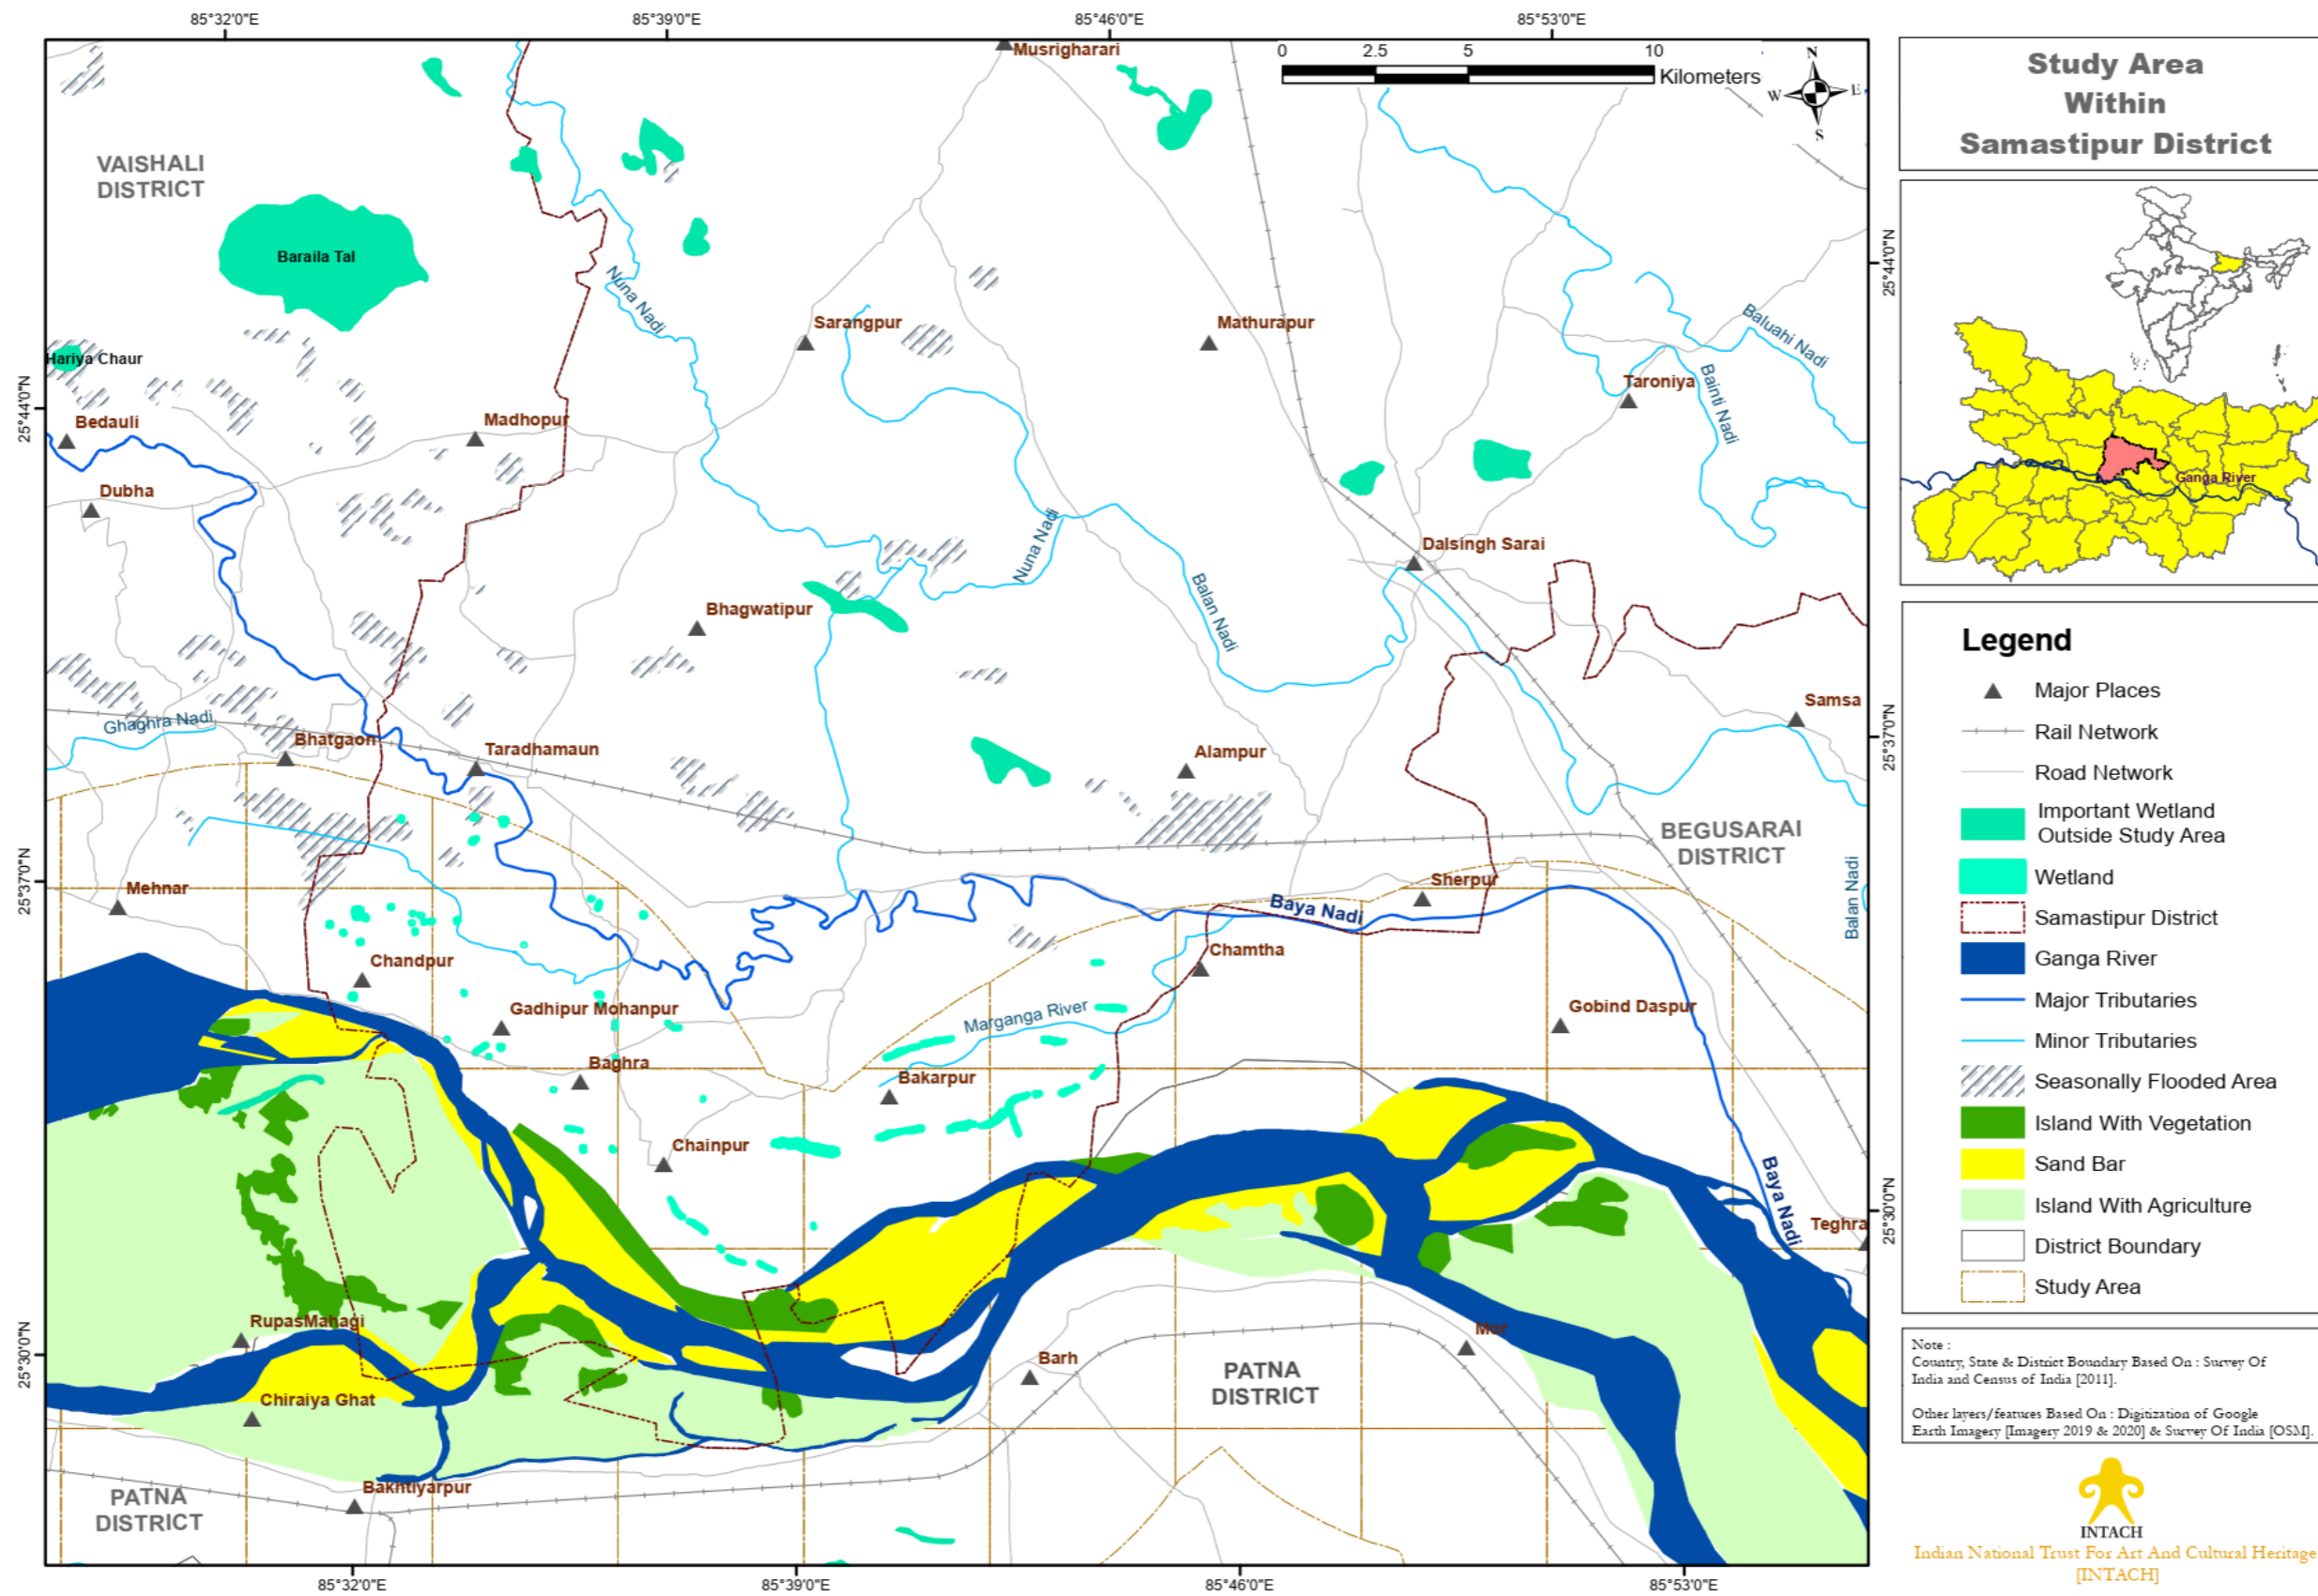 85°32'0"E
85°39'0"E
85°46'0"E
85°53'0"E
Musrigharari
0 2.5 5 10
Kilometers
N
W E
S
VAISHALI
DISTRICT
Baraila Tal
25°44'0"N
Nuna Nadi
Sarangpur
Mathurapur
Baluahi Nadi
Hariya Chaur
Taroniya
Bainti Nadi
25°44'0"N
Bedauli
Madhopur
Dubha
Nuna Nadi
Dalsingh Sarai
Balan Nadi
Bhagwatipur
Samsa
Ghaghra Nadi
Bhatgaon
Taradhamaun
Alampur
25°37'0"N
BEGUSARAI
DISTRICT
25°37'0"N
Mehnar
Sherpur
Baya Nadi
Balan Nadi
Chandpur
Chamtha
Gadhipur Mohanpur
Marganga River
Gobind Daspur
Baghra
Bakarpur
Chainpur
Baya Nadi
Teghra
25°30'0"N
RupasMahagi
25°30'0"N
Mor
Barh
PATNA
DISTRICT
Chiraiya Ghat
Bakhtiyarpur
PATNA
DISTRICT
85°32'0"E
85°39'0"E
85°46'0"E
85°53'0"E
Study Area
Within
Samastipur District
Ganga River
Legend
Major Places
Rail Network
Road Network
Important Wetland
Outside Study Area
Wetland
Samastipur District
Ganga River
Major Tributaries
Minor Tributaries
Seasonally Flooded Area
Island With Vegetation
Sand Bar
Island With Agriculture
District Boundary
Study Area
Note :
Country, State & District Boundary Based On : Survey Of
India and Census of India [2011].
Other layers/features Based On : Digitization of Google
Earth Imagery [Imagery 2019 & 2020] & Survey Of India [OSM].
INTACH
Indian National Trust For Art And Cultural Heritage
[INTACH]